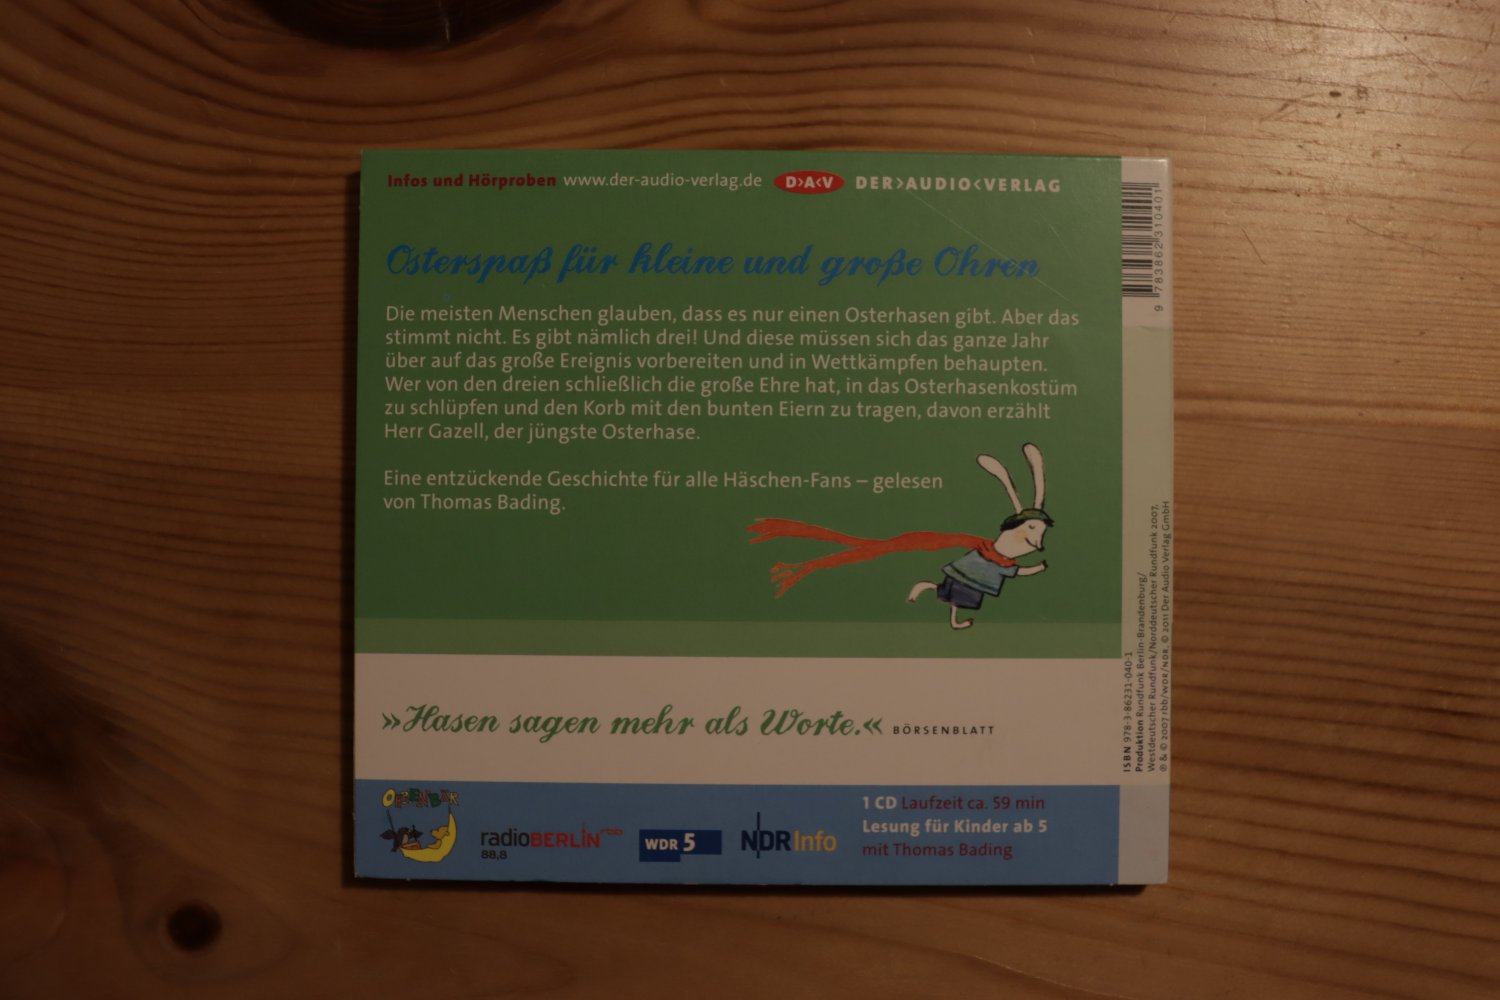 Infos und Hörproben www.der-audio-verlag.de D>A<V DER>AUDIO<VERLAG
Osterspaß für kleine und große Ohren
Die meisten Menschen glauben, dass es nur einen Osterhasen gibt. Aber das
stimmt nicht. Es gibt nämlich drei! Und diese müssen sich das ganze Jahr
über auf das große Ereignis vorbereiten und in Wettkämpfen behaupten.
Wer von den dreien schließlich die große Ehre hat, in das Osterhasenkostüm
zu schlüpfen und den Korb mit den bunten Eiern zu tragen, davon erzählt
Herr Gazell, der jüngste Osterhase.
Eine entzückende Geschichte für alle Häschen-Fans – gelesen
von Thomas Bading.
»Hasen sagen mehr als Worte.« BÖRSENBLATT
OHRENBÄR
radioBERLIN rbb
88,8
WDR 5
NDR Info
1 CD Laufzeit ca. 59 min
Lesung für Kinder ab 5
mit Thomas Bading
9 783862 310401
ISBN 978-3-86231-040-1
Produktion Rundfunk Berlin-Brandenburg/
Westdeutscher Rundfunk/Norddeutscher Rundfunk 2007,
℗ & © 2007 rbb/WDR/NDR, © 2011 Der Audio Verlag GmbH